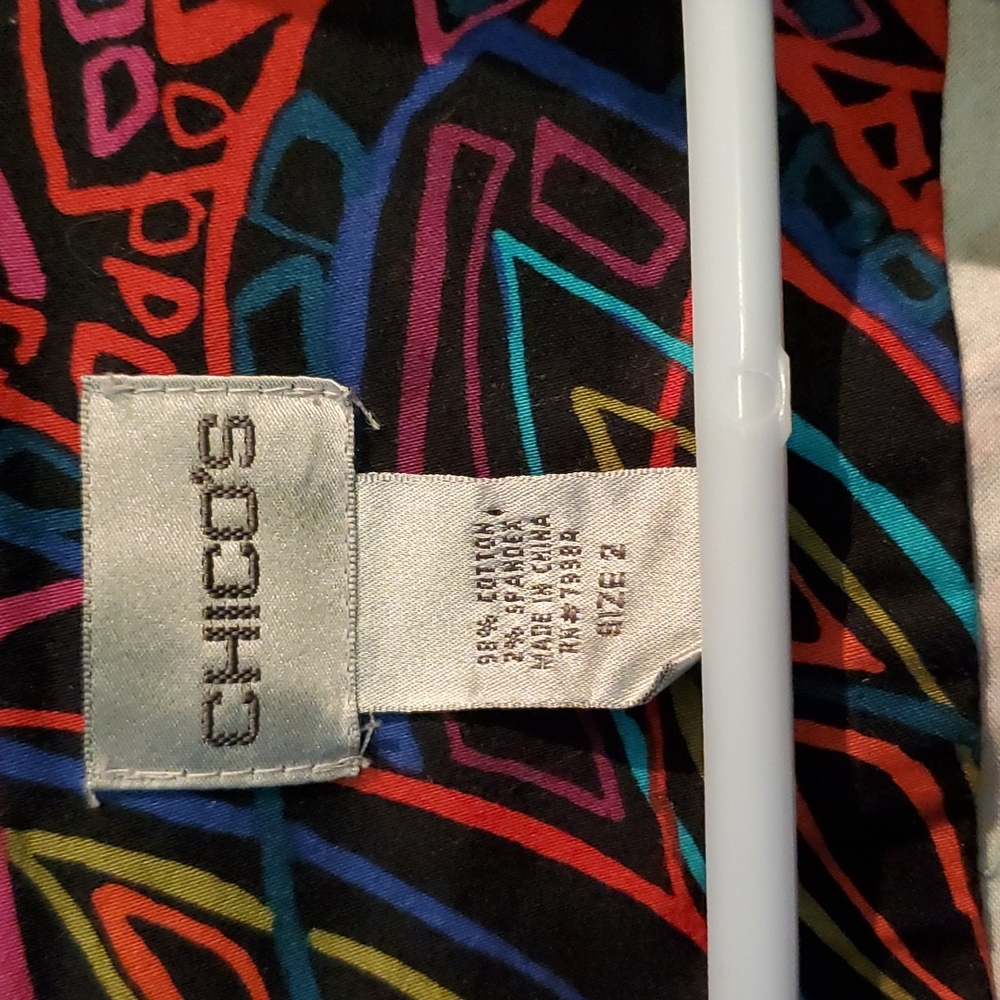 CHICO'S
98% COTTON
2% SPANDEX
MADE IN CHINA
RN#79984
SIZE 2